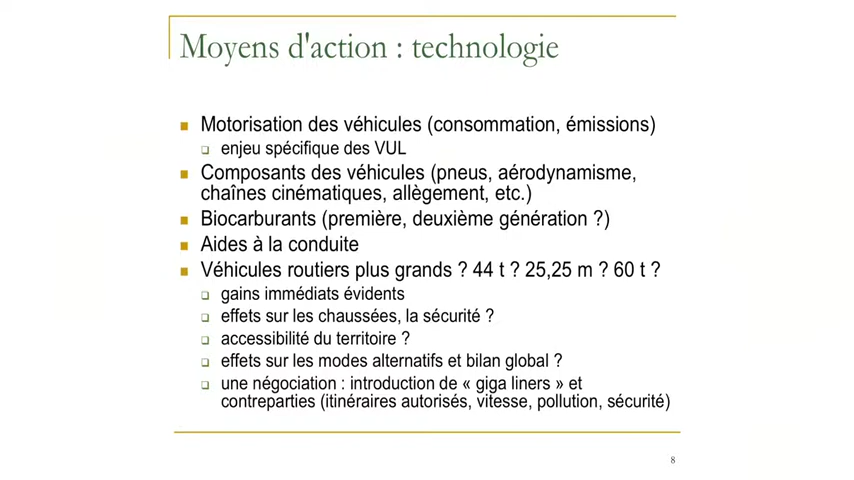 Moyens d'action : technologie
Motorisation des véhicules (consommation, émissions)
enjeu spécifique des VUL
Composants des véhicules (pneus, aérodynamisme,
chaînes cinématiques, allègement, etc.)
Biocarburants (première, deuxième génération ?)
Aides à la conduite
Véhicules routiers plus grands ? 44 t ? 25,25 m ? 60 t ?
gains immédiats évidents
effets sur les chaussées, la sécurité ?
accessibilité du territoire ?
effets sur les modes alternatifs et bilan global ?
une négociation : introduction de « giga liners » et
contreparties (itinéraires autorisés, vitesse, pollution, sécurité)
8